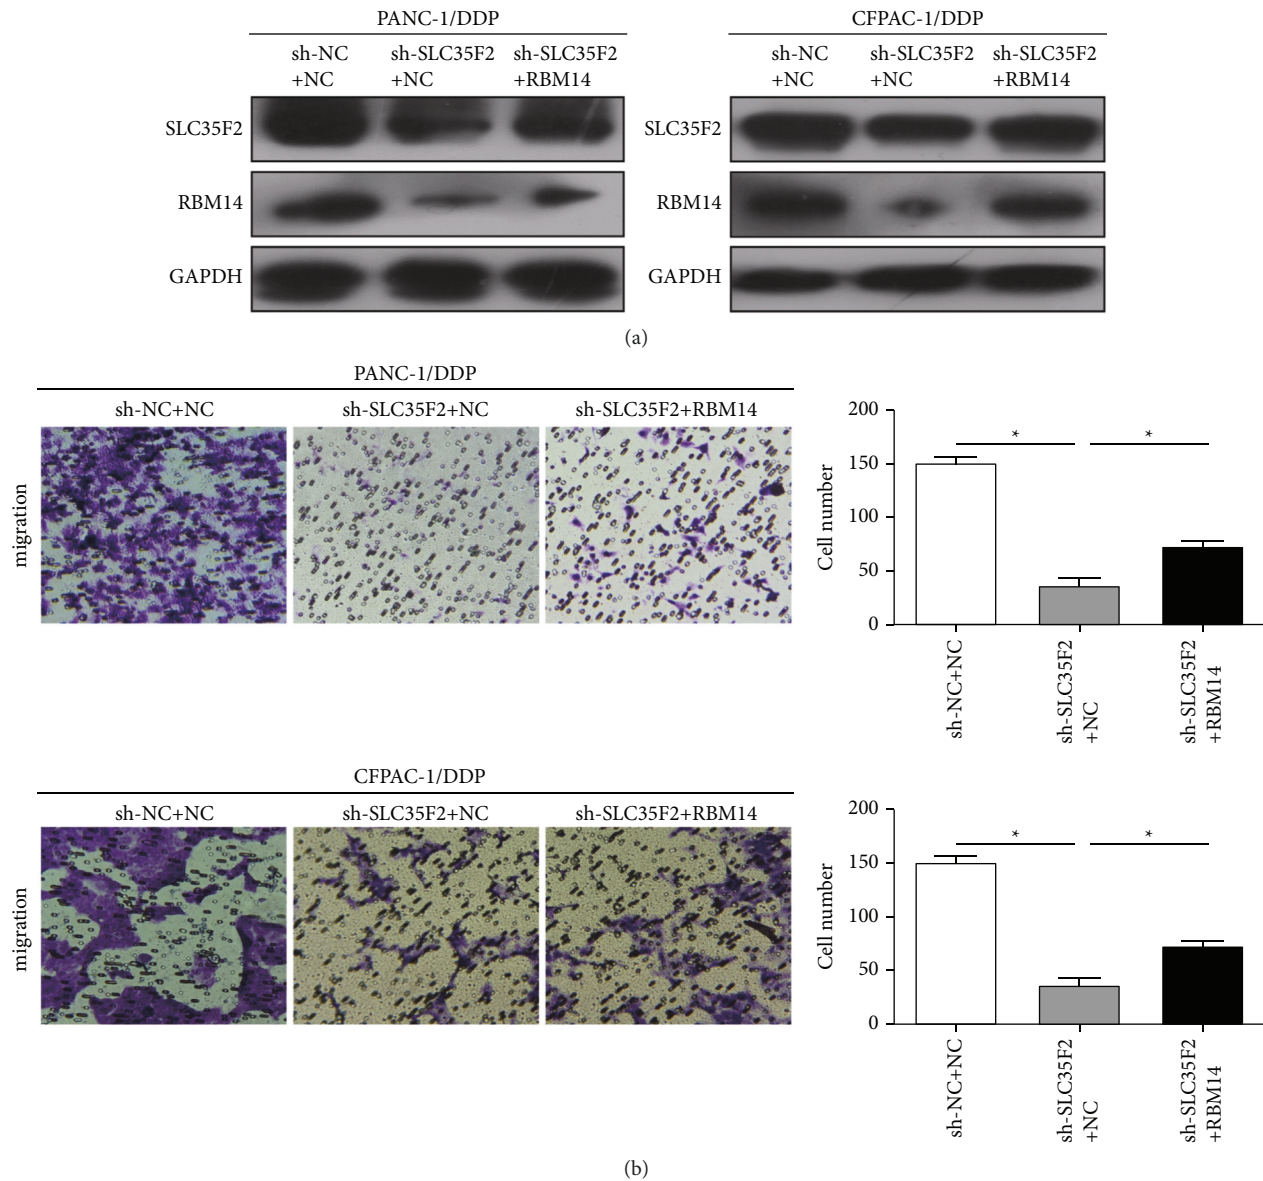 PANC-1/DDP
sh-NC
+NC
sh-SLC35F2
+NC
sh-SLC35F2
+RBM14
SLC35F2
RBM14
GAPDH
CFPAC-1/DDP
sh-NC
+NC
sh-SLC35F2
+NC
sh-SLC35F2
+RBM14
SLC35F2
RBM14
GAPDH
(a)
PANC-1/DDP
sh-NC+NC
sh-SLC35F2+NC
sh-SLC35F2+RBM14
migration
Cell number
200
150
100
50
0
*
*
sh-NC+NC
sh-SLC35F2
+NC
sh-SLC35F2
+RBM14
CFPAC-1/DDP
sh-NC+NC
sh-SLC35F2+NC
sh-SLC35F2+RBM14
migration
Cell number
200
150
100
50
0
*
*
sh-NC+NC
sh-SLC35F2
+NC
sh-SLC35F2
+RBM14
(b)